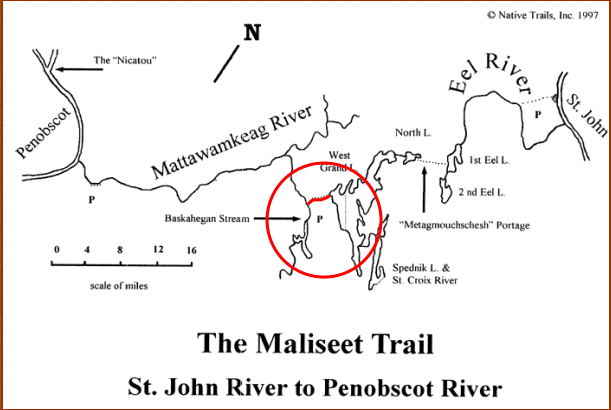 © Native Trails, Inc. 1997
The "Nicatou"
N
Eel River
Penobscot
Mattawamkeag River
St. John
P
North L.
West
Grand L.
1st Eel L.
P
2 nd Eel L.
Baskahegan Stream
P
"Metagmouchschesh" Portage
0 4 8 12 16
Spednik L. &
St. Croix River
scale of miles
The Maliseet Trail
St. John River to Penobscot River